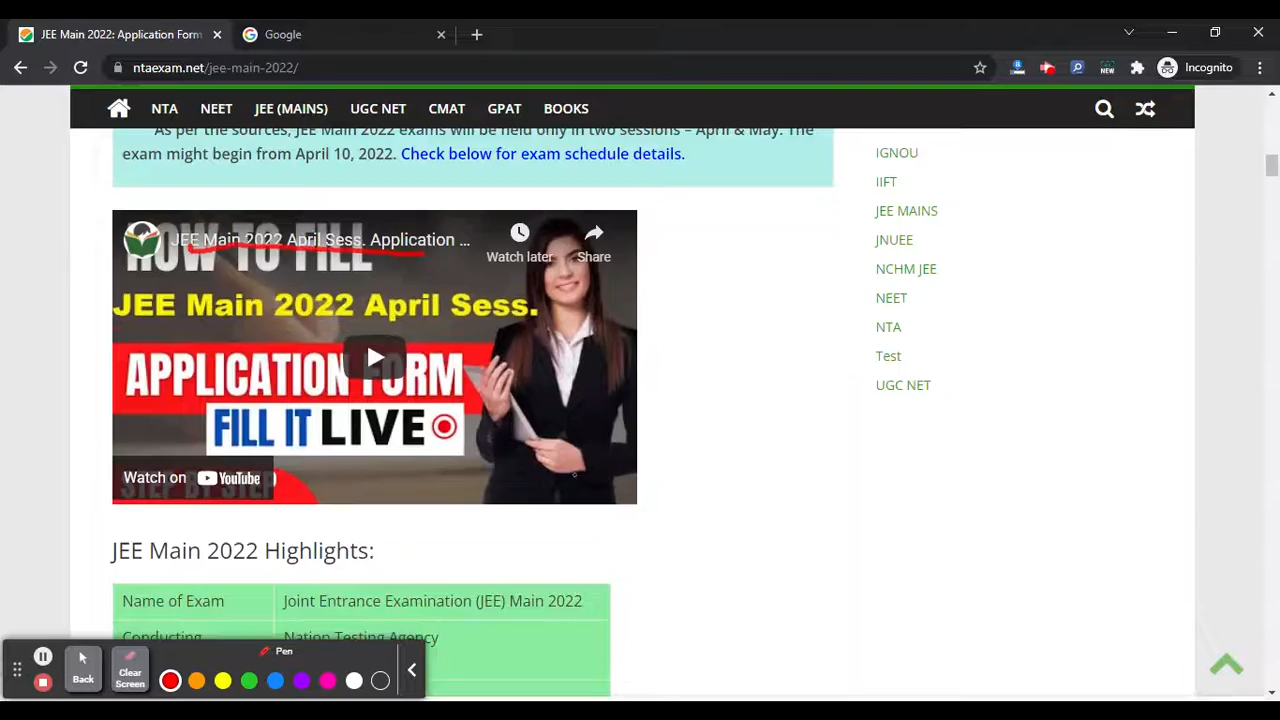 JEE Main 2022: Application Form
Google
ntaexam.net/jee-main-2022/
NEW
Incognito
NTA
NEET
JEE (MAINS)
UGC NET
CMAT
GPAT
BOOKS
As per the sources, JEE Main 2022 exams will be held only in two sessions – April & May. The
exam might begin from April 10, 2022. Check below for exam schedule details.
IGNOU
IIFT
JEE MAINS
JNUEE
NCHM JEE
NEET
NTA
Test
UGC NET
JEE Main 2022 April Sess. Application ...
Watch later
Share
HOW TO FILL
JEE Main 2022 April Sess.
APPLICATION FORM
FILL IT LIVE
Watch on YouTube
STEP BY STEP
JEE Main 2022 Highlights:
Name of Exam
Joint Entrance Examination (JEE) Main 2022
Conducting
Nation Testing Agency
Pen
Back
Clear
Screen